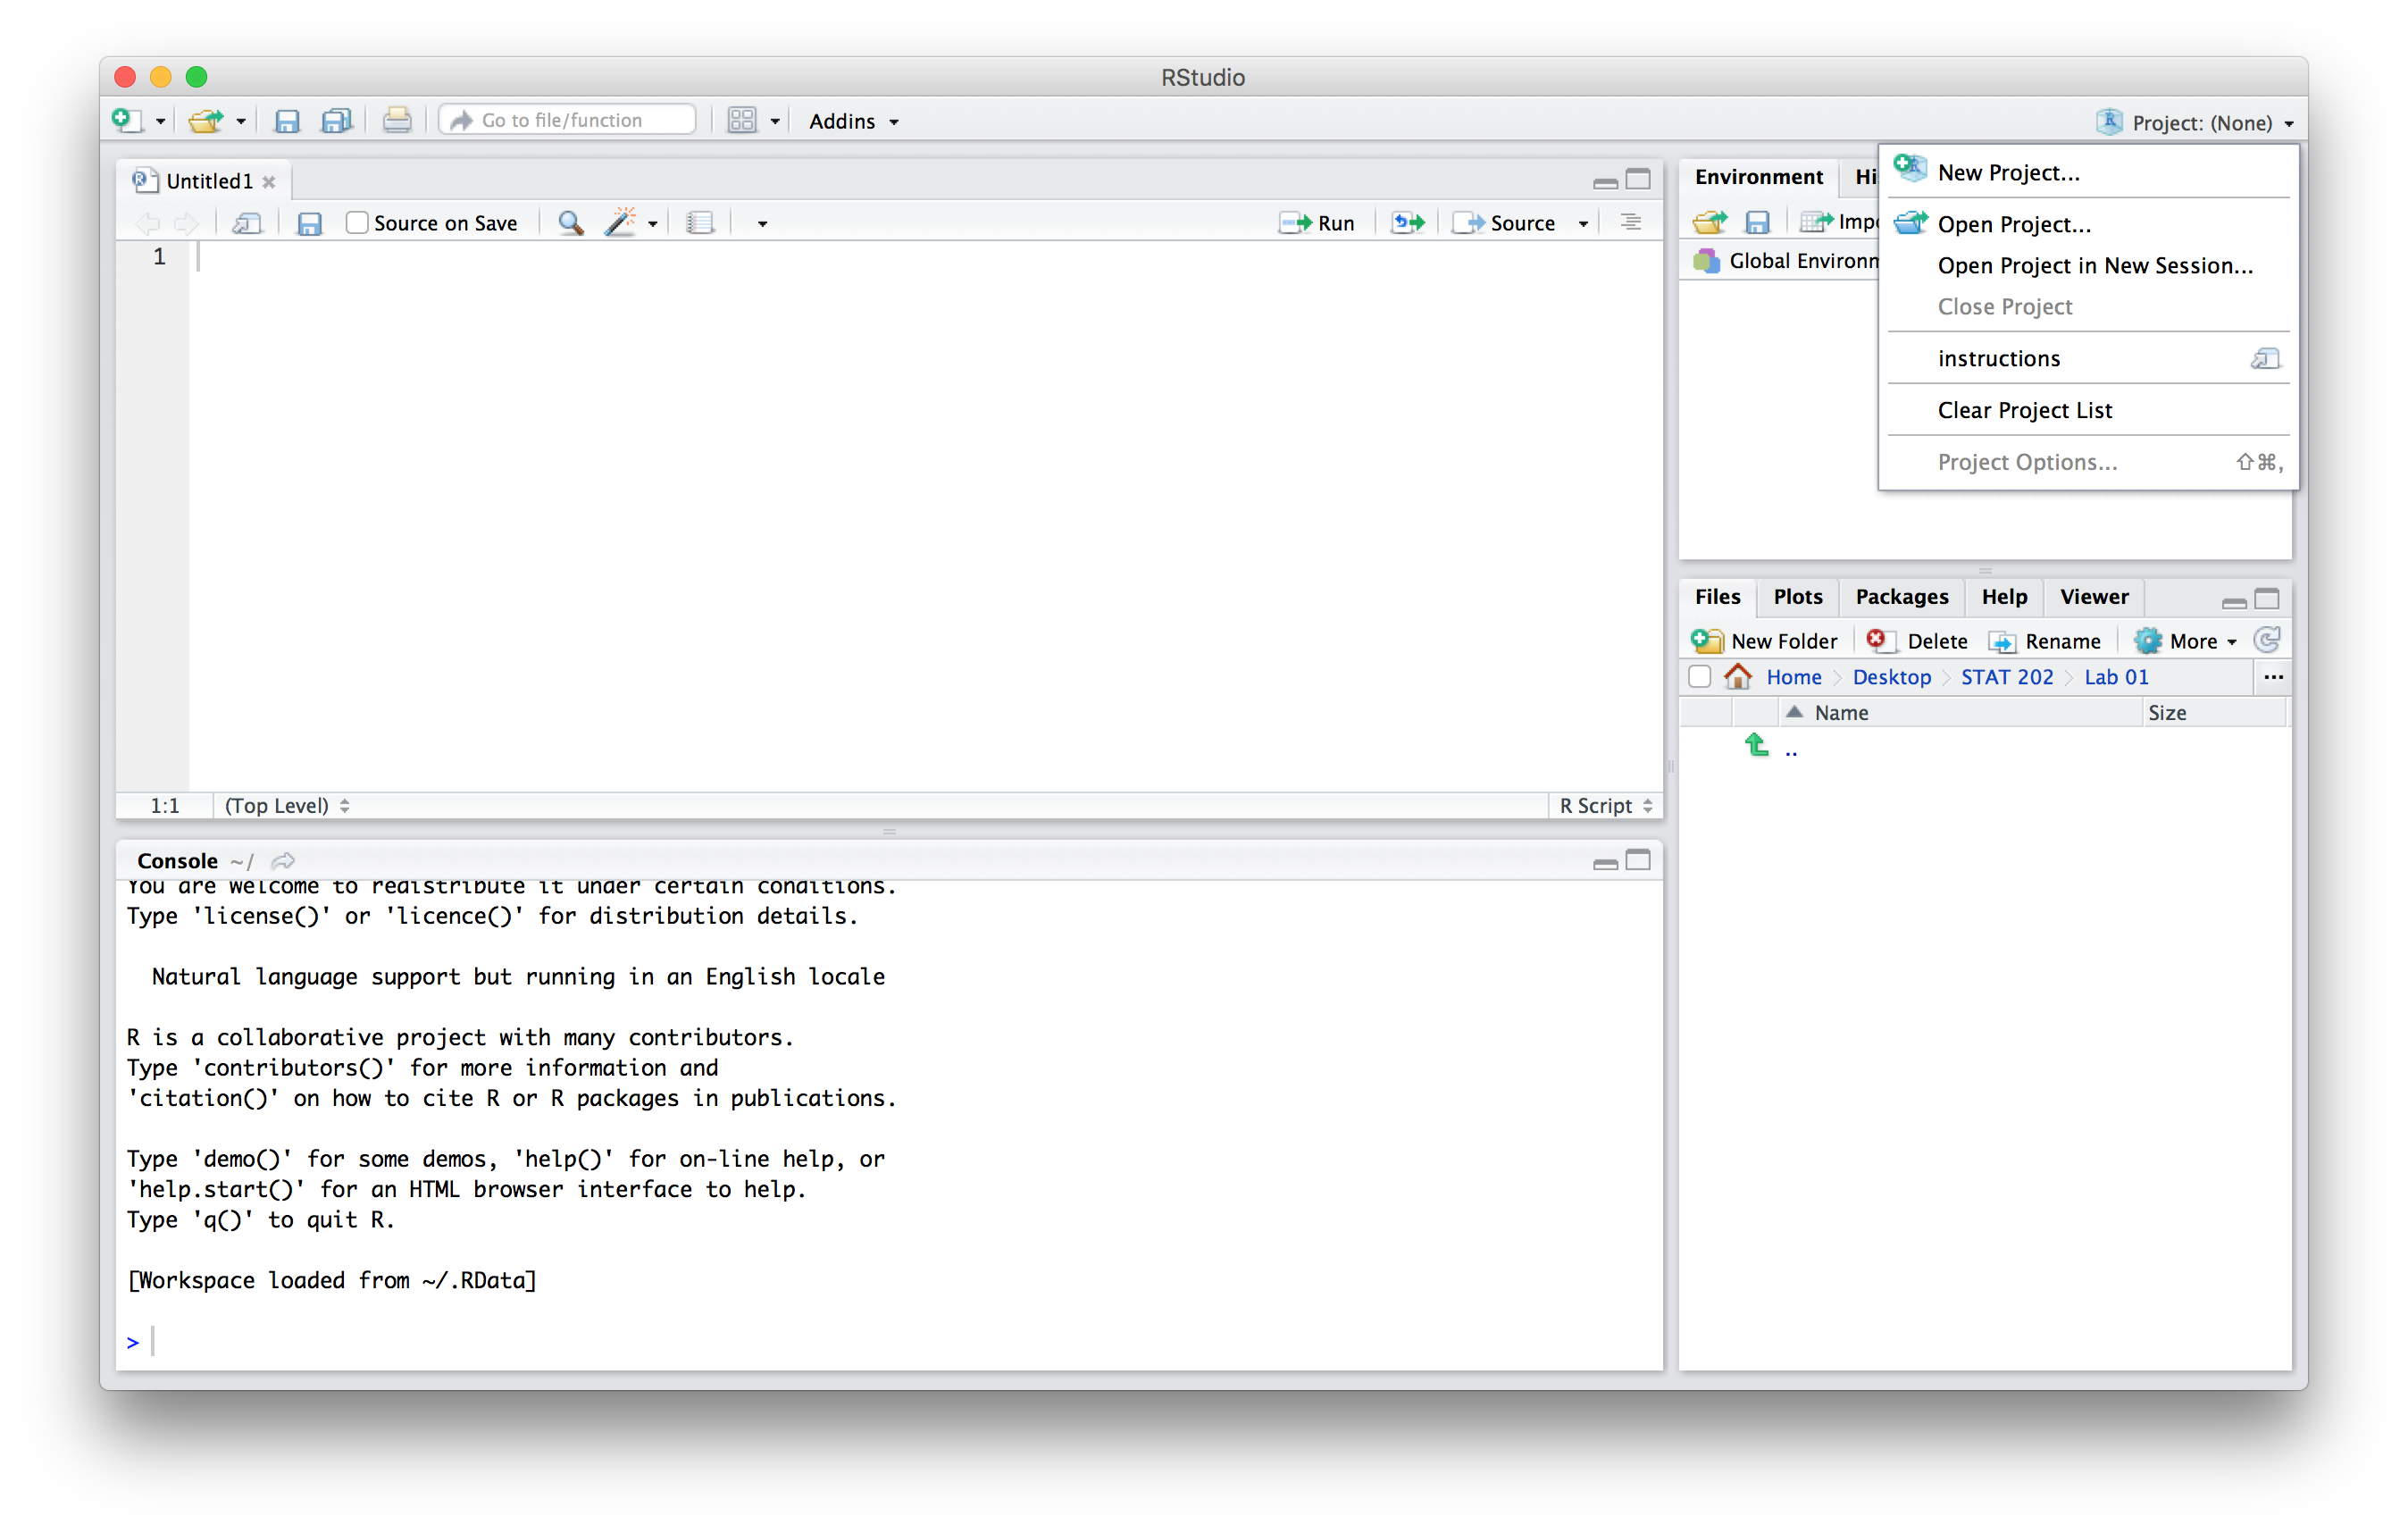 RStudio
Go to file/function
Addins
Project: (None)
Untitled1
Source on Save
Run
Source
1
1:1
(Top Level)
R Script
Console ~/
You are welcome to redistribute it under certain conditions.
Type 'license()' or 'licence()' for distribution details.
Natural language support but running in an English locale
R is a collaborative project with many contributors.
Type 'contributors()' for more information and
'citation()' on how to cite R or R packages in publications.
Type 'demo()' for some demos, 'help()' for on-line help, or
'help.start()' for an HTML browser interface to help.
Type 'q()' to quit R.
[Workspace loaded from ~/.RData]
>
Environment
Hi
Impo
Global Environm
New Project...
Open Project...
Open Project in New Session...
Close Project
instructions
Clear Project List
Project Options... ⇧⌘,
Files Plots Packages Help Viewer
New Folder Delete Rename More
Home Desktop STAT 202 Lab 01 ...
Name Size
..